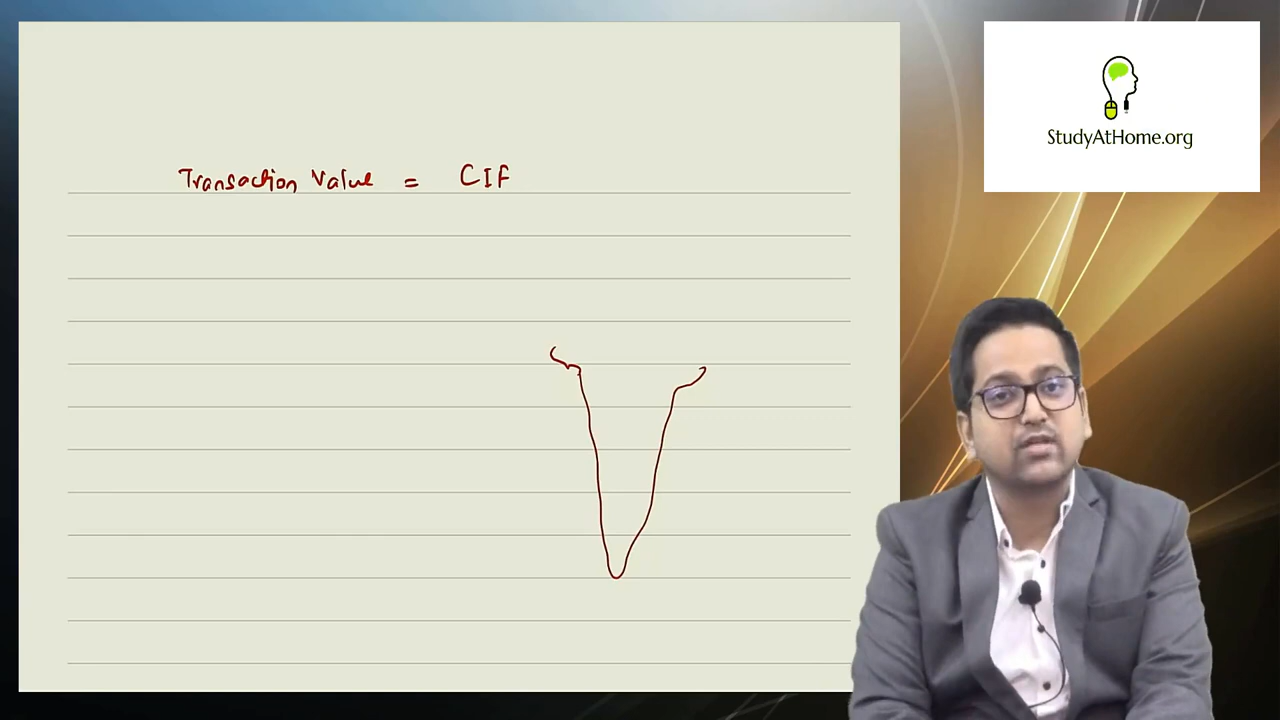 Transaction Value = CIF
StudyAtHome.org